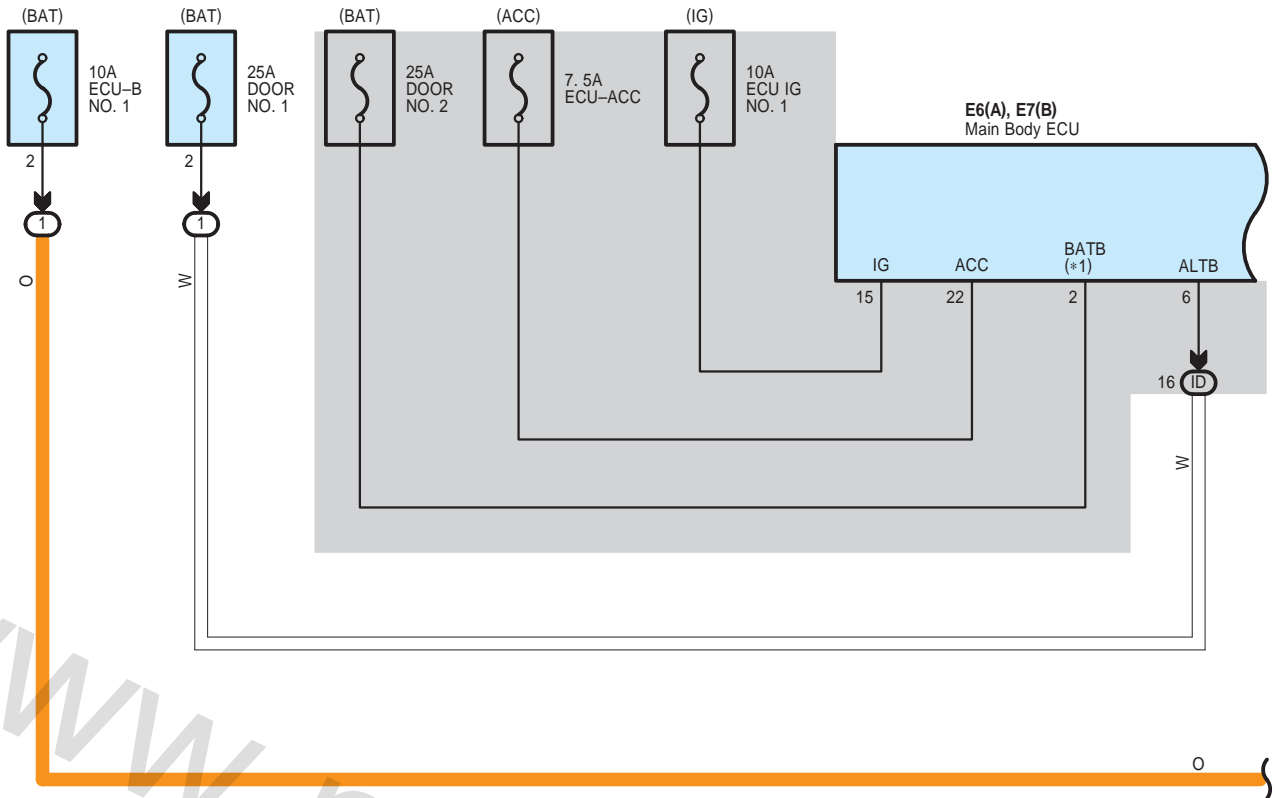 (BAT)
(BAT)
(BAT)
(ACC)
(IG)
10A
ECU–B
NO. 1
25A
DOOR
NO. 1
25A
DOOR
NO. 2
7. 5A
ECU–ACC
10A
ECU IG
NO. 1
E6(A), E7(B)
Main Body ECU
2
2
1
1
O
W
IG
ACC
BATB
(∗1)
ALTB
15
22
2
6
16
ID
W
O